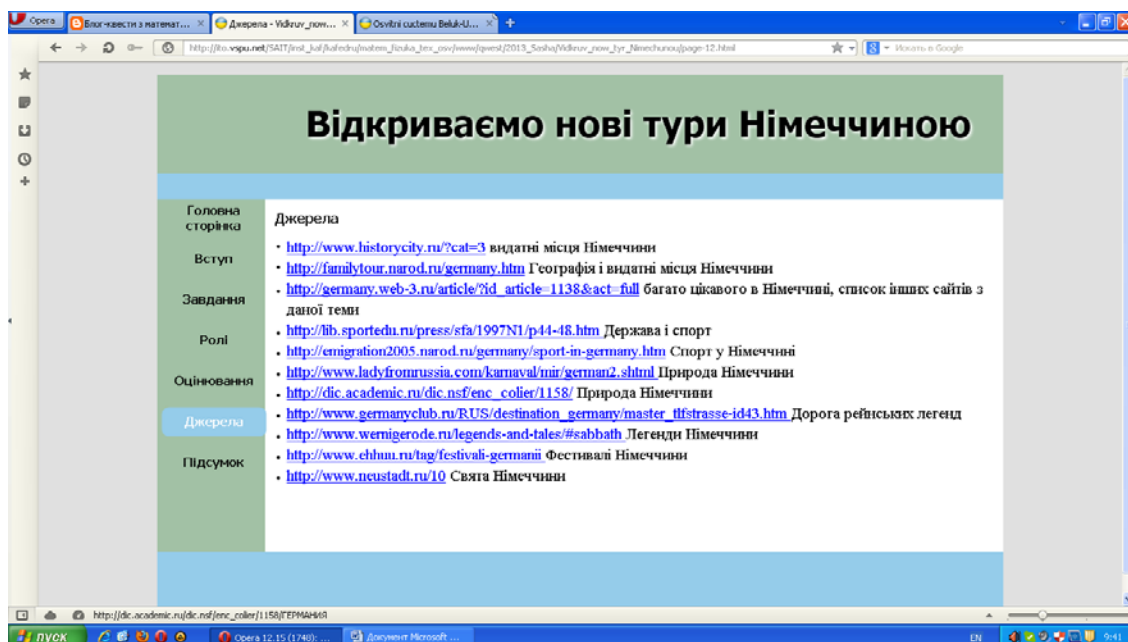 Opera
Блог-квести з математ...
Джерела - Vidkruv_now...
Osvitni cuctemu Beluk-U...
http://ito.vspu.net/SAIT/inst_kaf/kafedru/matem_fizuka_tex_osv/www/qwest/2013_Sasha/Vidkruv_now_tyr_Nimechunou/page-12.html
Искать в Google
Відкриваємо нові тури Німеччиною
Головна
сторінка
Вступ
Завдання
Ролі
Оцінювання
Джерела
Підсумок
Джерела
• http://www.historycity.ru/?cat=3 видатні місця Німеччини
• http://familytour.narod.ru/germany.htm Географія і видатні місця Німеччини
• http://germany.web-3.ru/article/?id_article=1138&act=full багато цікавого в Німеччині, список інших сайтів з
даної теми
• http://lib.sportedu.ru/press/sfa/1997N1/p44-48.htm Держава і спорт
• http://emigration2005.narod.ru/germany/sport-in-germany.htm Спорт у Німеччині
• http://www.ladyfromrussia.com/karnaval/mir/german2.shtml Природа Німеччини
• http://dic.academic.ru/dic.nsf/enc_colier/1158/ Природа Німеччини
• http://www.germanyclub.ru/RUS/destination_germany/master_tlfstrasse-id43.htm Дорога рейнських легенд
• http://www.wernigerode.ru/legends-and-tales/#sabbath Легенди Німеччини
• http://www.ehhuu.ru/tag/festivali-germanii Фестивалі Німеччини
• http://www.neustadt.ru/10 Свята Німеччини
http://dic.academic.ru/dic.nsf/enc_colier/1158/ГЕРМАНИЯ
пуск
Opera 12.15 (1748): ...
Документ Microsoft ...
EN
9:41